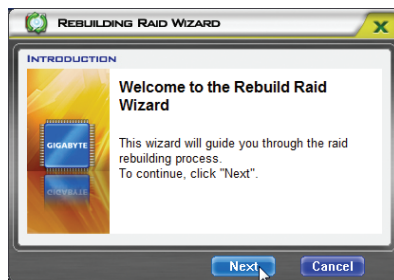 REBUILDING RAID WIZARD
X
INTRODUCTION
Welcome to the Rebuild Raid
Wizard
GIGABYTE
This wizard will guide you through the raid
rebuilding process.
To continue, click "Next".
Next
Cancel